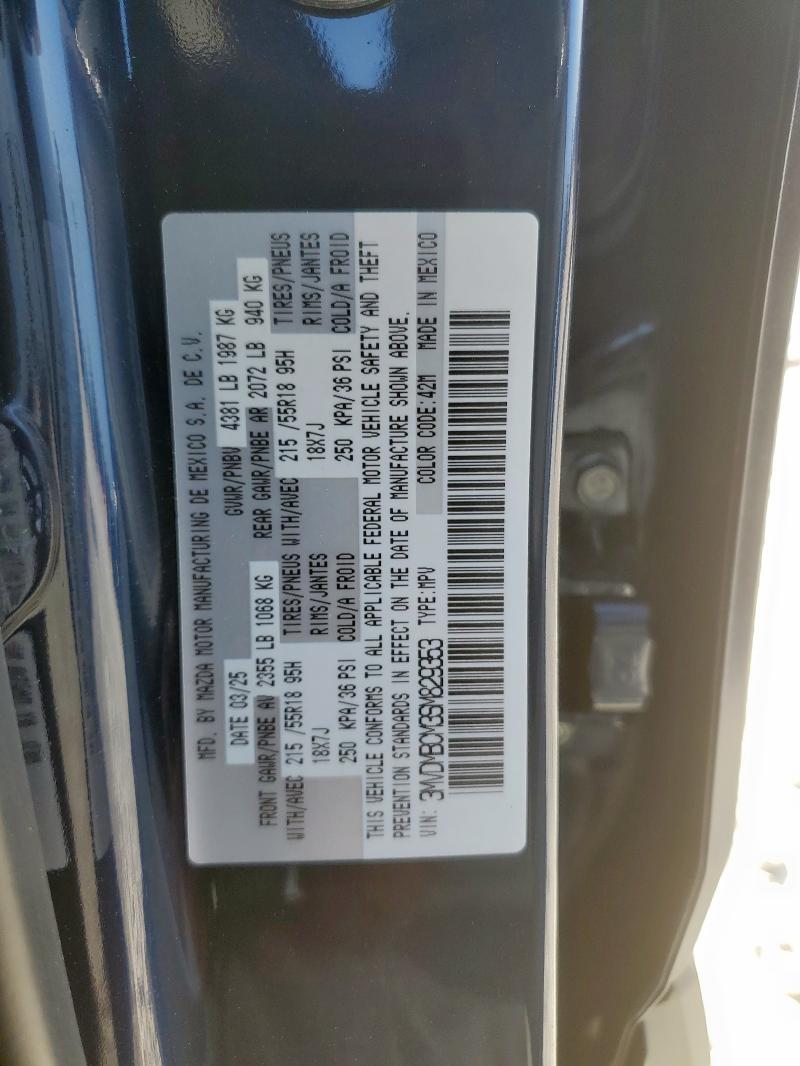 MFD. BY MAZDA MOTOR MANUFACTURING DE MEXICO S.A. DE C.V.
DATE 03/25 GVWR/PNBV 4381 LB 1987 KG
FRONT GAWR/PNBE AV 2355 LB 1068 KG REAR GAWR/PNBE AR 2072 LB 940 KG
WITH/AVEC 215 /55R18 95H TIRES/PNEUS WITH/AVEC 215 /55R18 95H TIRES/PNEUS
18X7J RIMS/JANTES 18X7J RIMS/JANTES
250 KPA/36 PSI COLD/A FROID 250 KPA/36 PSI COLD/A FROID
THIS VEHICLE CONFORMS TO ALL APPLICABLE FEDERAL MOTOR VEHICLE SAFETY AND THEFT
PREVENTION STANDARDS IN EFFECT ON THE DATE OF MANUFACTURE SHOWN ABOVE.
VIN: 3MVDMBCM3SM829353 TYPE:MPV COLOR CODE:42M MADE IN MEXICO